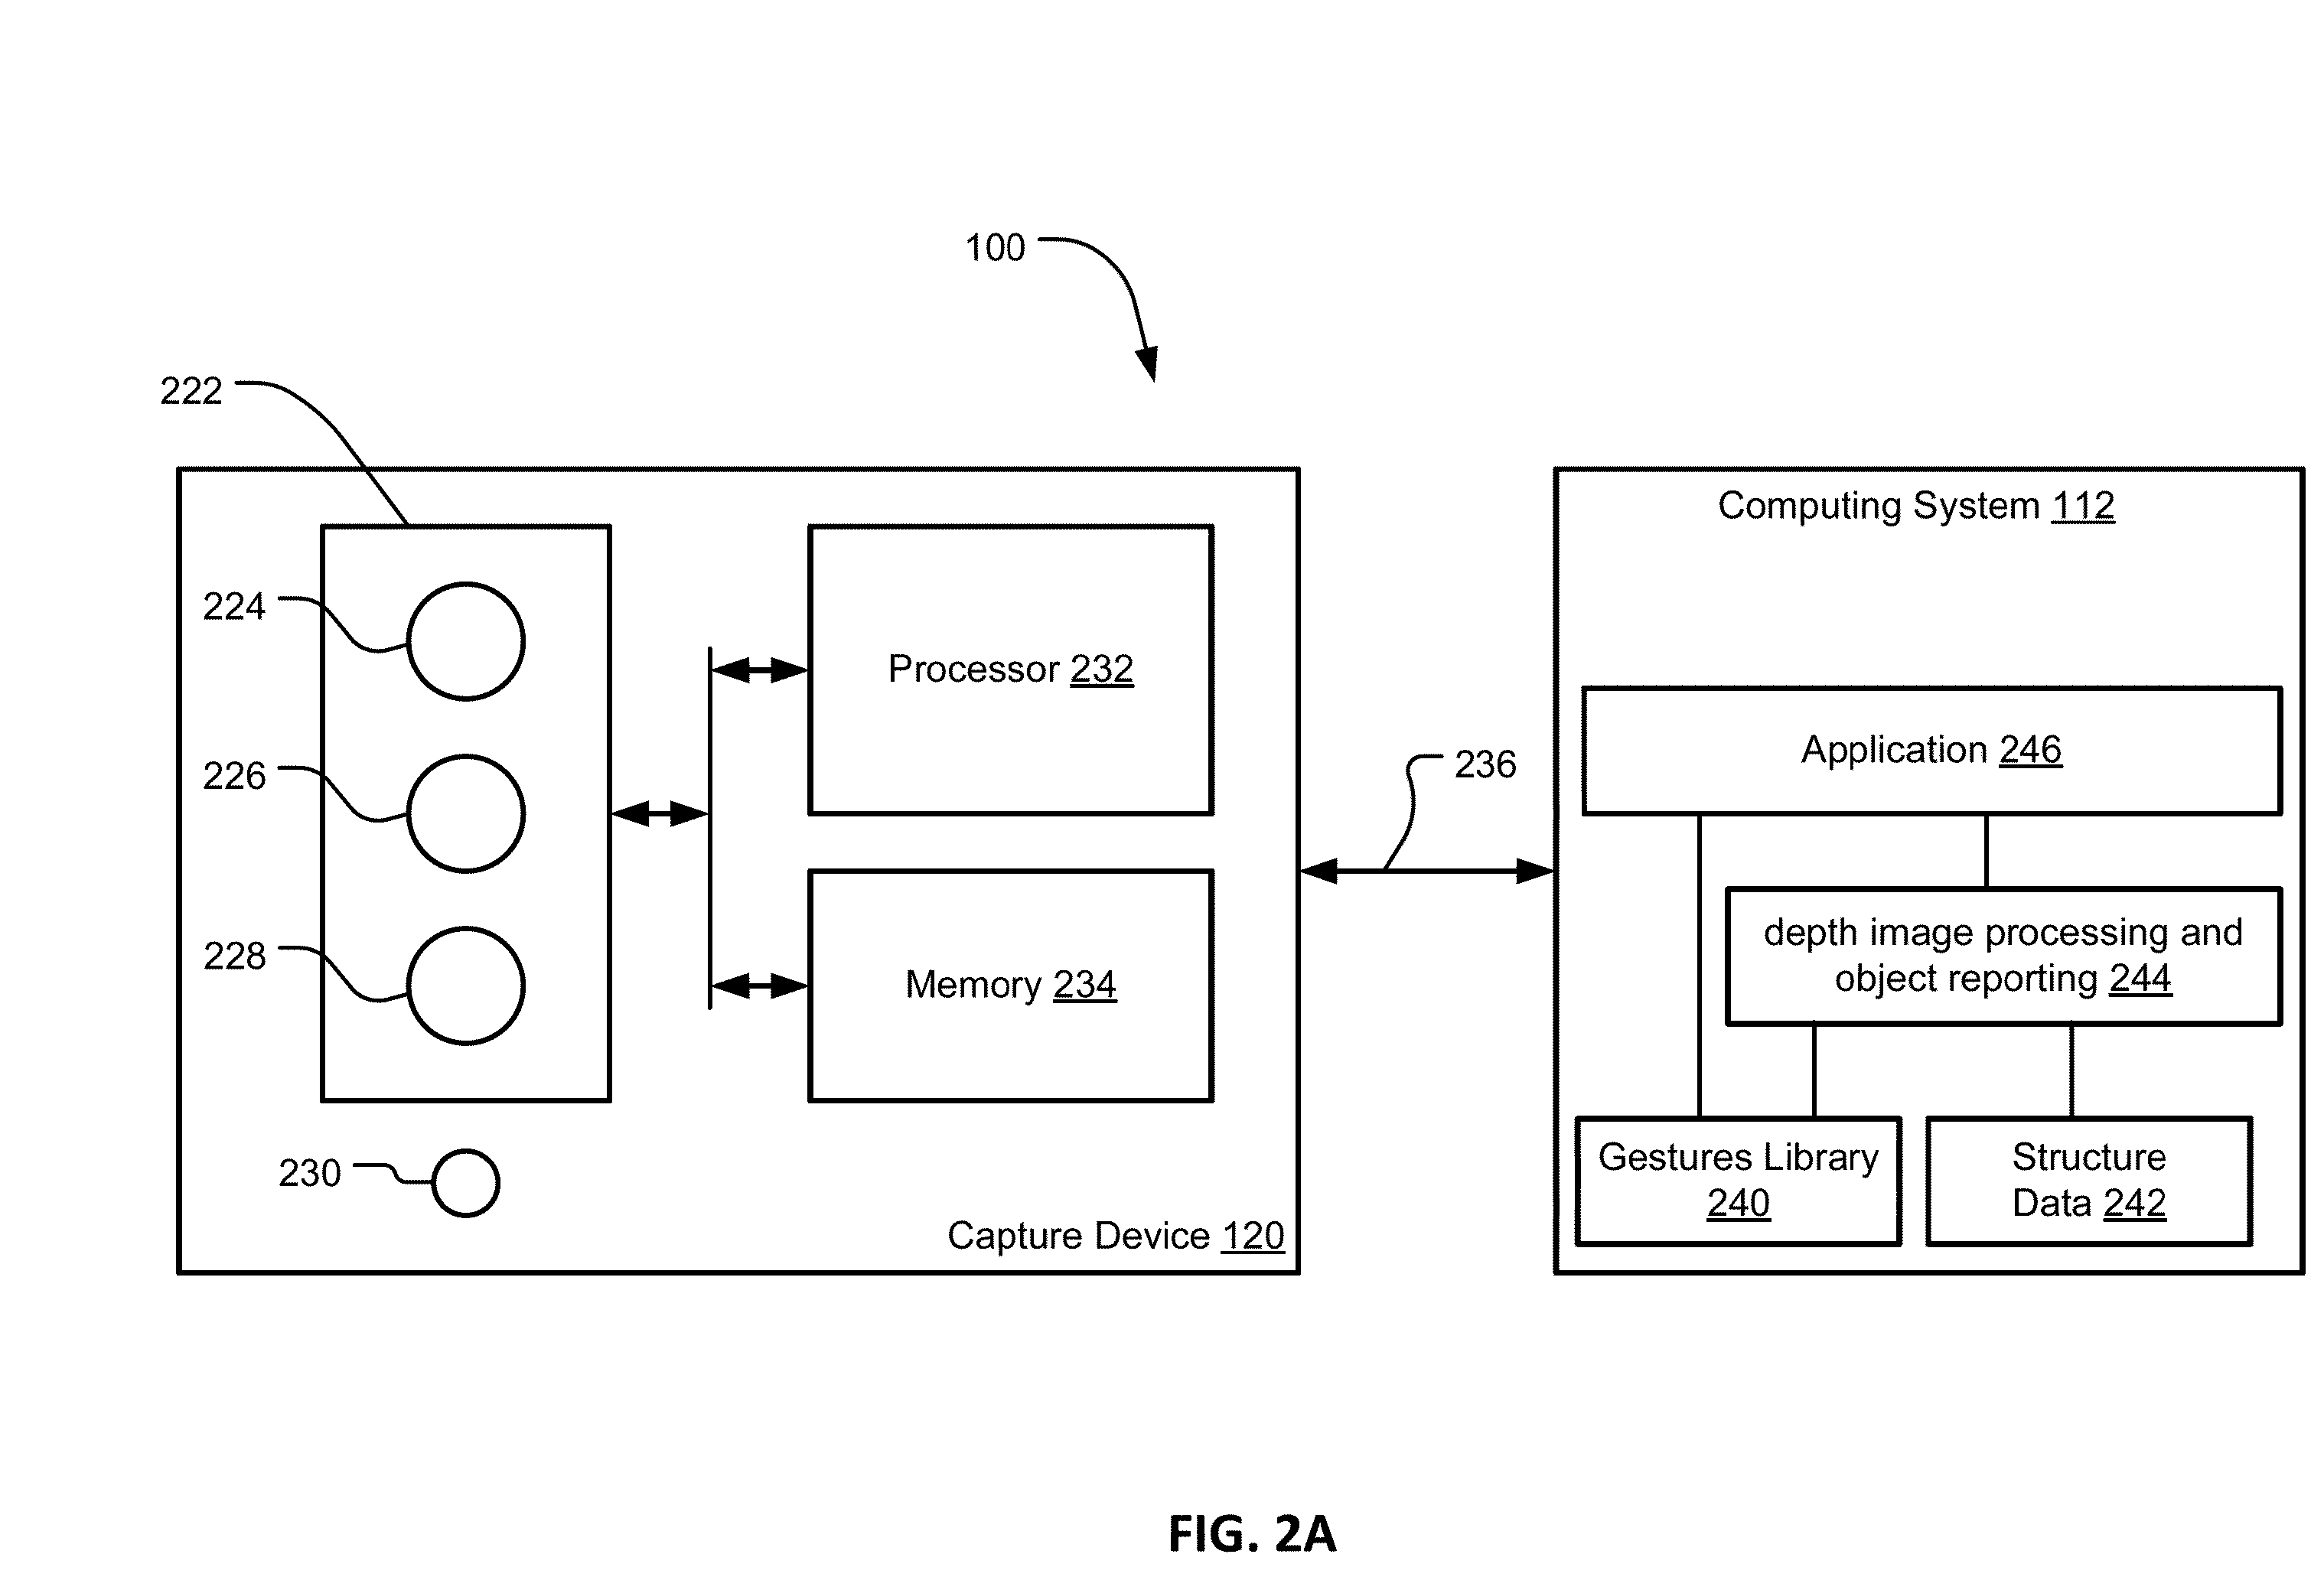 100
222
Computing System 112
224
Processor 232
Application 246
226
236
depth image processing and
object reporting 244
228
Memory 234
Gestures Library
240
Structure
Data 242
230
Capture Device 120
FIG. 2A